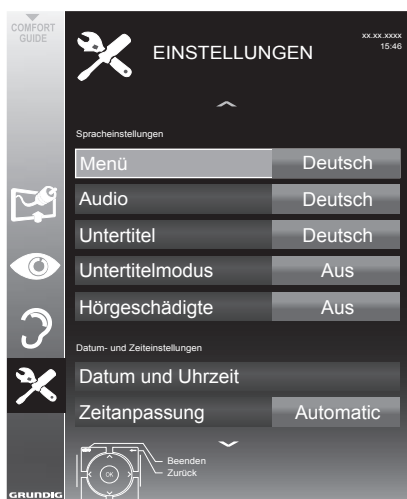 COMFORT
GUIDE
EINSTELLUNGEN
xx.xx.xxxx
15:46
Spracheinstellungen
Menü Deutsch
Audio Deutsch
Untertitel Deutsch
Untertitelmodus Aus
Hörgeschädigte Aus
Datum- und Zeiteinstellungen
Datum und Uhrzeit
Zeitanpassung Automatic
Beenden
Zurück
OK
GRUNDIG